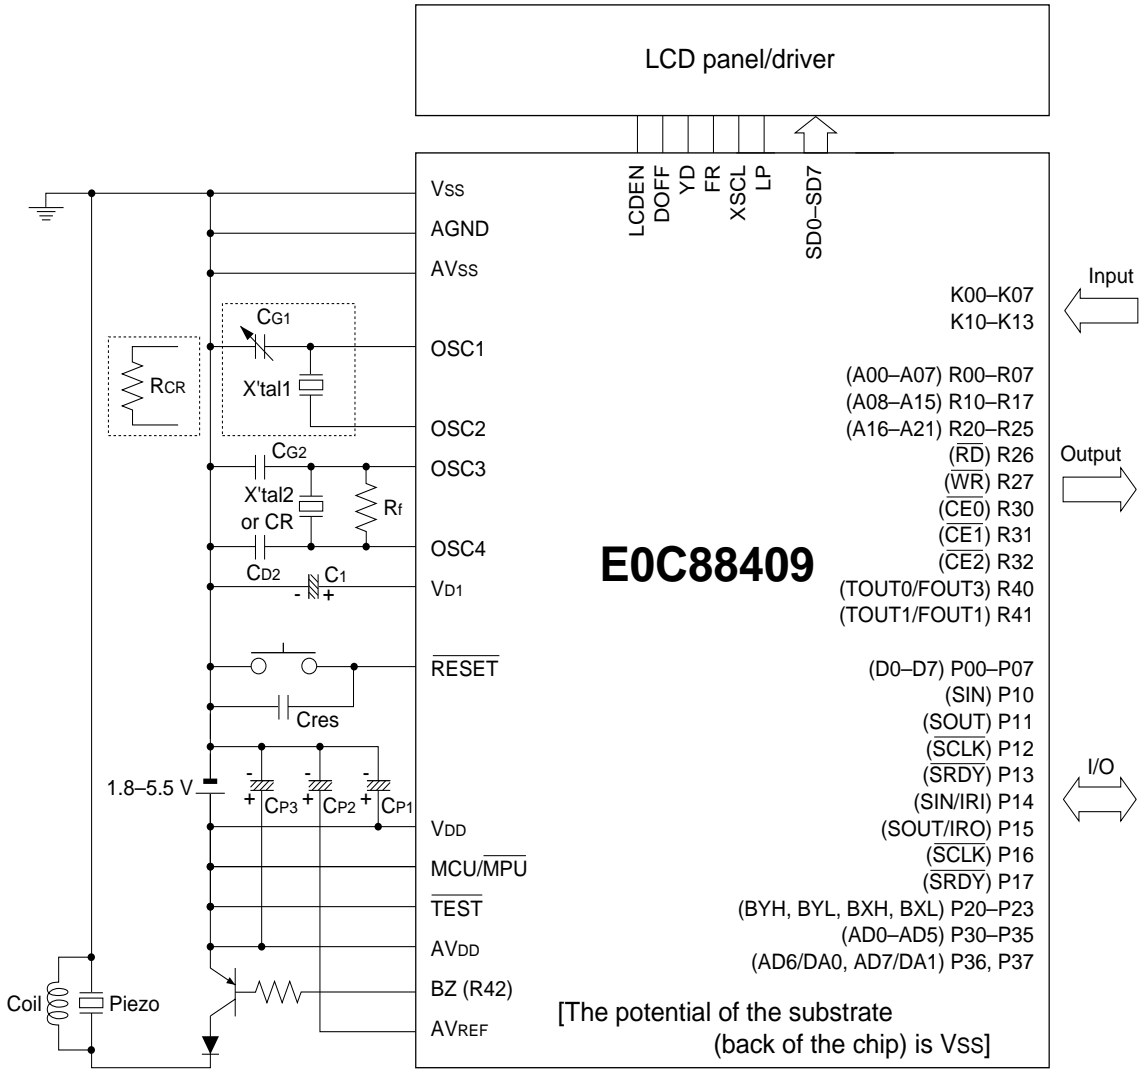 LCD panel/driver
LCDEN
DOFF
YD
FR
XSCL
LP
SD0–SD7
VSS
AGND
AVSS
CG1
X'tal1
RCR
OSC1
OSC2
CG2
X'tal2
or CR
Rf
OSC3
OSC4
CD2
C1
- +
VD1
RESET
Cres
1.8–5.5 V
- - -
+ CP3 + CP2 + CP1
VDD
MCU/MPU
TEST
AVDD
BZ (R42)
AVREF
Coil
Piezo
E0C88409
K00–K07
K10–K13
Input
(A00–A07) R00–R07
(A08–A15) R10–R17
(A16–A21) R20–R25
(RD) R26
(WR) R27
(CE0) R30
(CE1) R31
(CE2) R32
(TOUT0/FOUT3) R40
(TOUT1/FOUT1) R41
Output
(D0–D7) P00–P07
(SIN) P10
(SOUT) P11
(SCLK) P12
(SRDY) P13
(SIN/IRI) P14
(SOUT/IRO) P15
(SCLK) P16
(SRDY) P17
(BYH, BYL, BXH, BXL) P20–P23
(AD0–AD5) P30–P35
(AD6/DA0, AD7/DA1) P36, P37
I/O
[The potential of the substrate
(back of the chip) is VSS]